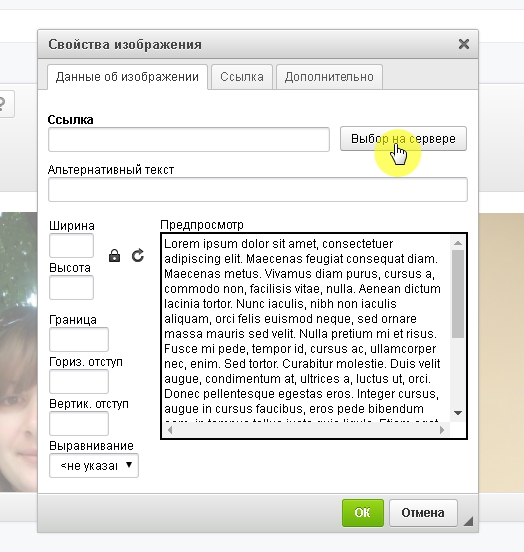 Свойства изображения
Данные об изображении
Ссылка
Дополнительно
?
Ссылка
Выбор на сервере
Альтернативный текст
Ширина
Высота
Граница
Гориз. отступ
Вертик. отступ
Выравнивание
<не указан
Предпросмотр
Lorem ipsum dolor sit amet, consectetuer
adipiscing elit. Maecenas feugiat consequat diam.
Maecenas metus. Vivamus diam purus, cursus a,
commodo non, facilisis vitae, nulla. Aenean dictum
lacinia tortor. Nunc iaculis, nibh non iaculis
aliquam, orci felis euismod neque, sed ornare
massa mauris sed velit. Nulla pretium mi et risus.
Fusce mi pede, tempor id, cursus ac, ullamcorper
nec, enim. Sed tortor. Curabitur molestie. Duis velit
augue, condimentum at, ultrices a, luctus ut, orci.
Donec pellentesque egestas eros. Integer cursus,
augue in cursus faucibus, eros pede bibendum
ОК
Отмена